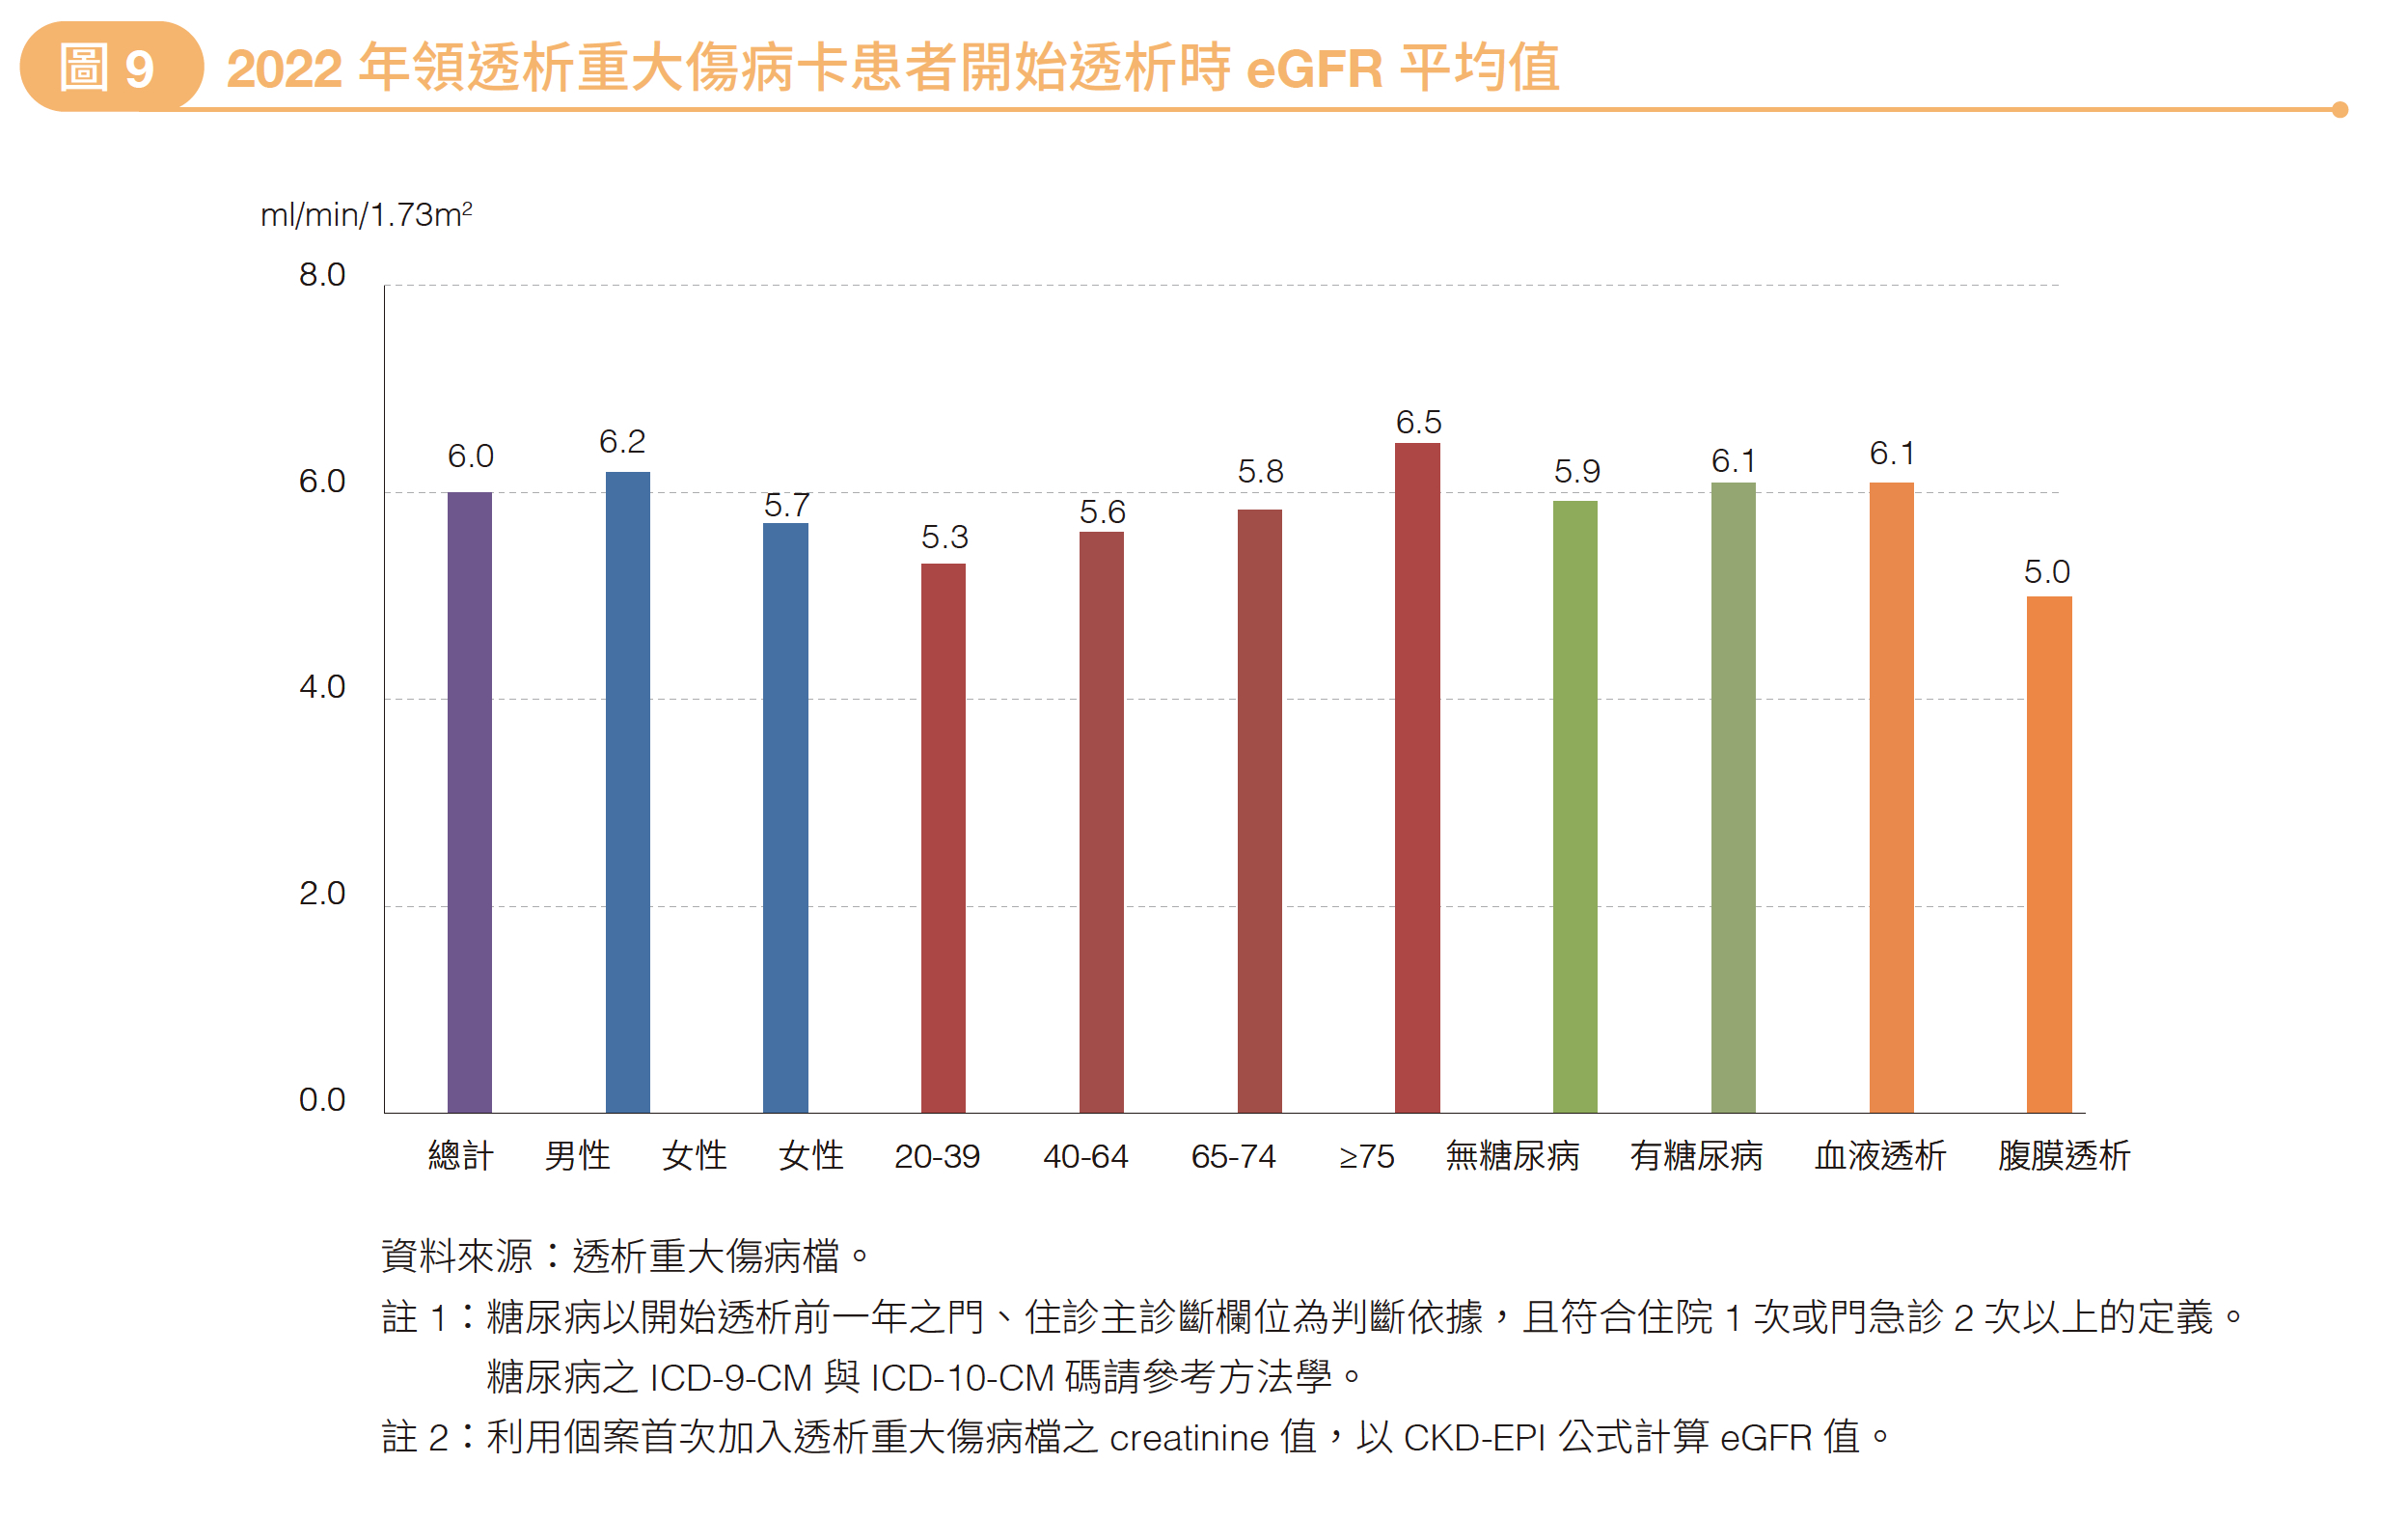 圖 9 2022 年領透析重大傷病卡患者開始透析時 eGFR 平均值
ml/min/1.73m²
8.0
6.0
4.0
2.0
0.0
6.0
6.2
5.7
5.3
5.6
5.8
6.5
5.9
6.1
6.1
5.0
總計 男性 女性 女性 20-39 40-64 65-74 ≥75 無糖尿病 有糖尿病 血液透析 腹膜透析
資料來源：透析重大傷病檔。
註 1：糖尿病以開始透析前一年之門、住診主診斷欄位為判斷依據，且符合住院 1 次或門急診 2 次以上的定義。
糖尿病之 ICD-9-CM 與 ICD-10-CM 碼請參考方法學。
註 2：利用個案首次加入透析重大傷病檔之 creatinine 值，以 CKD-EPI 公式計算 eGFR 值。